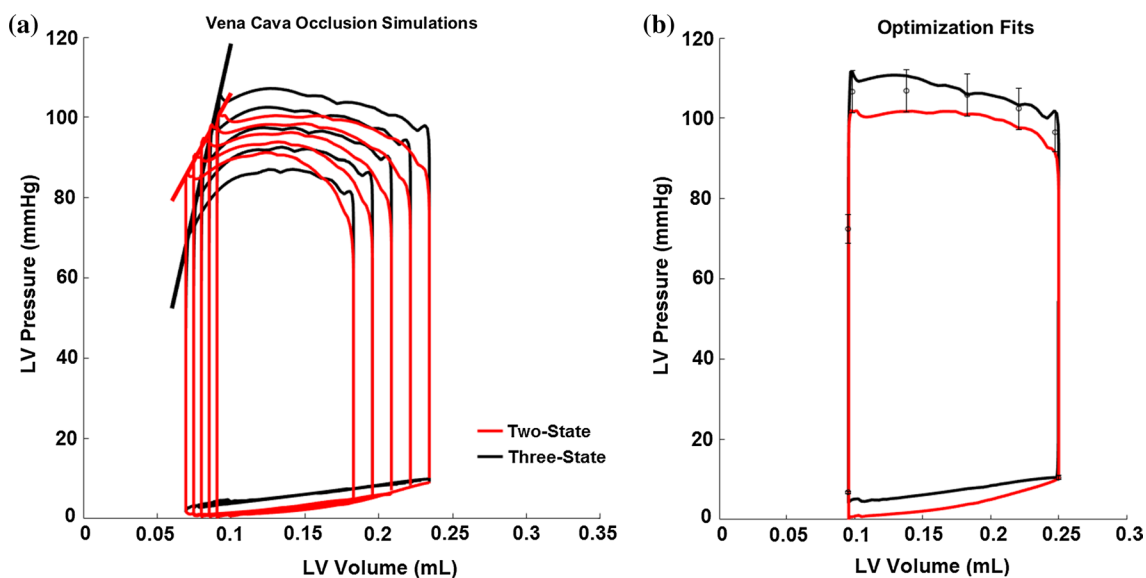 (a)
Vena Cava Occlusion Simulations
120
100
80
60
40
20
0
LV Pressure (mmHg)
Two-State
Three-State
0 0.05 0.1 0.15 0.2 0.25 0.3 0.35
LV Volume (mL)
(b)
Optimization Fits
120
100
80
60
40
20
0
LV Pressure (mmHg)
0 0.05 0.1 0.15 0.2 0.25 0.3
LV Volume (mL)